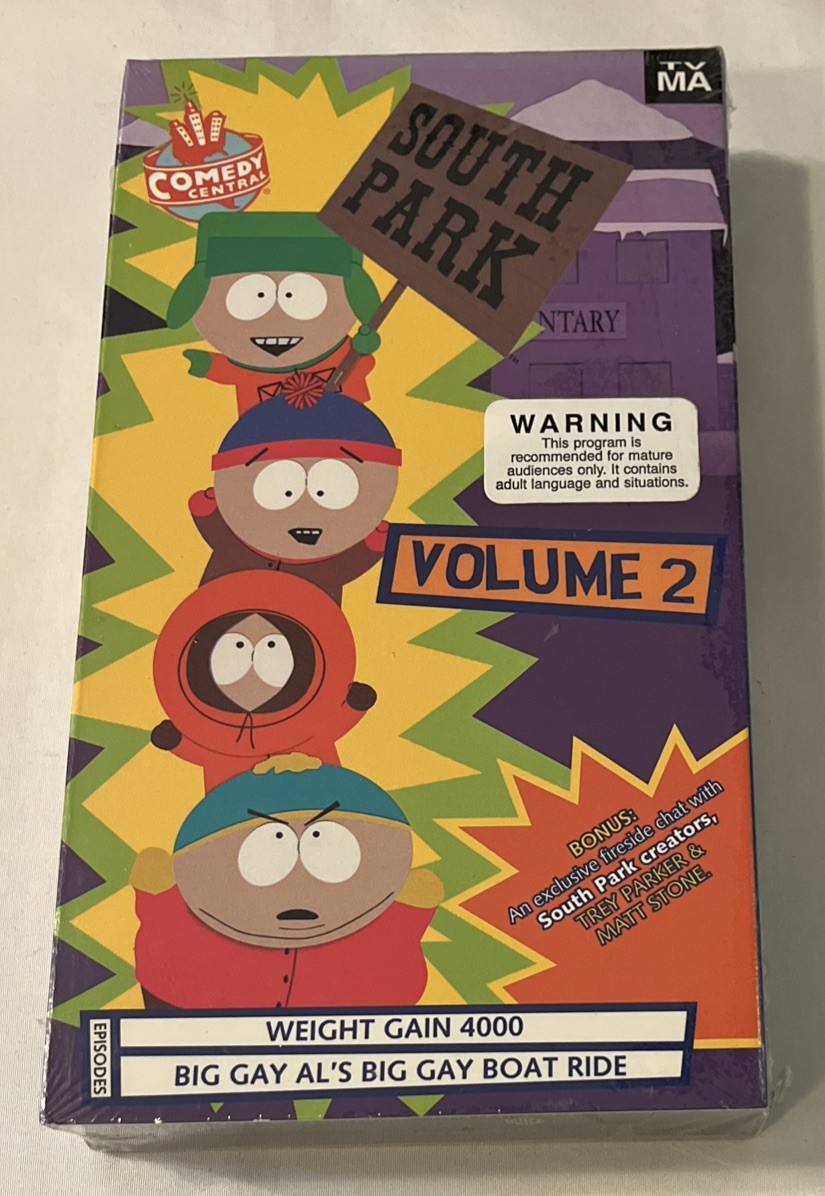 TV
MA
COMEDY
CENTRAL®
SOUTH
PARK
™
NTARY
WARNING
This program is
recommended for mature
audiences only. It contains
adult language and situations.
VOLUME 2
BONUS:
An exclusive fireside chat with
South Park creators,
TREY PARKER &
MATT STONE.
EPISODES
WEIGHT GAIN 4000
BIG GAY AL'S BIG GAY BOAT RIDE